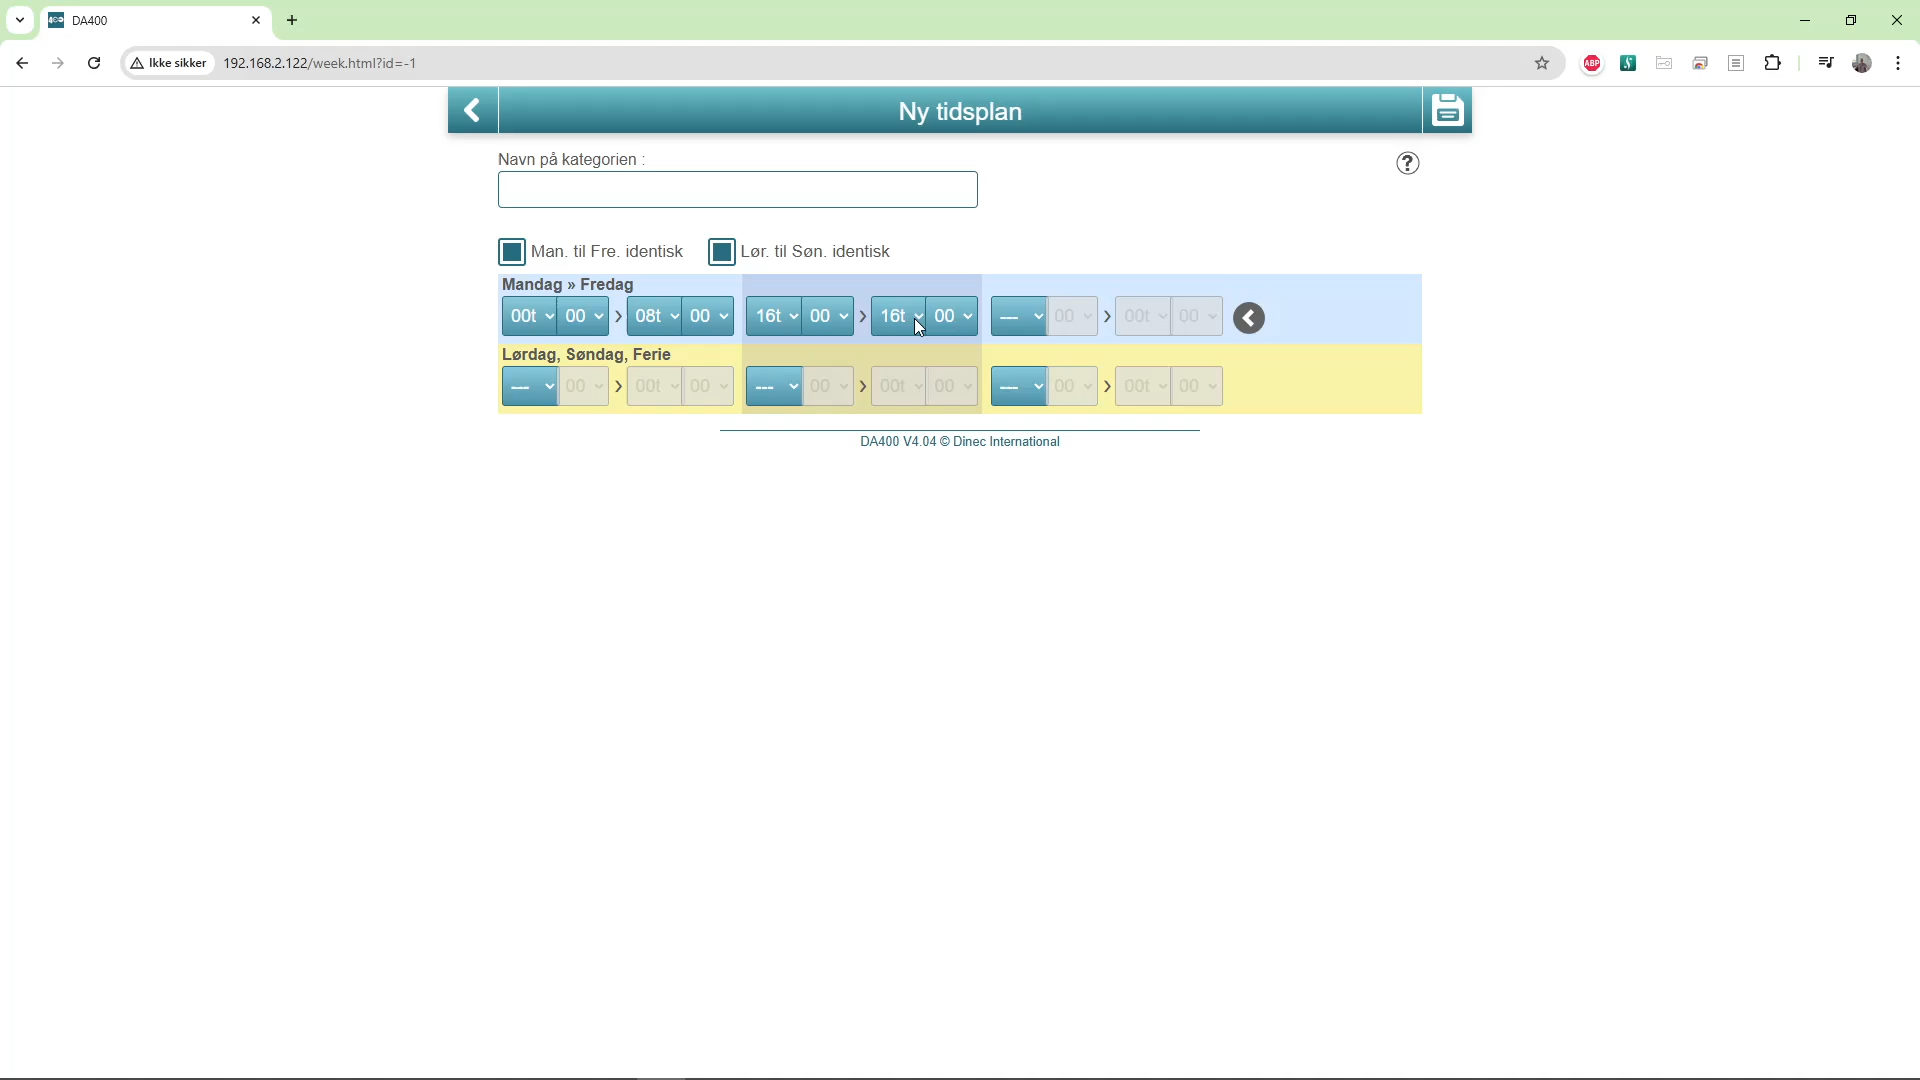 DA400
Ikke sikker 192.168.2.122/week.html?id=-1
ABP
Ny tidsplan
Navn på kategorien :
?
Man. til Fre. identisk Lør. til Søn. identisk
Mandag » Fredag
00t 00 > 08t 00 16t 00 > 16t 00 --- 00 > 00t 00
Lørdag, Søndag, Ferie
--- 00 > 00t 00 --- 00 > 00t 00 --- 00 > 00t 00
DA400 V4.04 © Dinec International